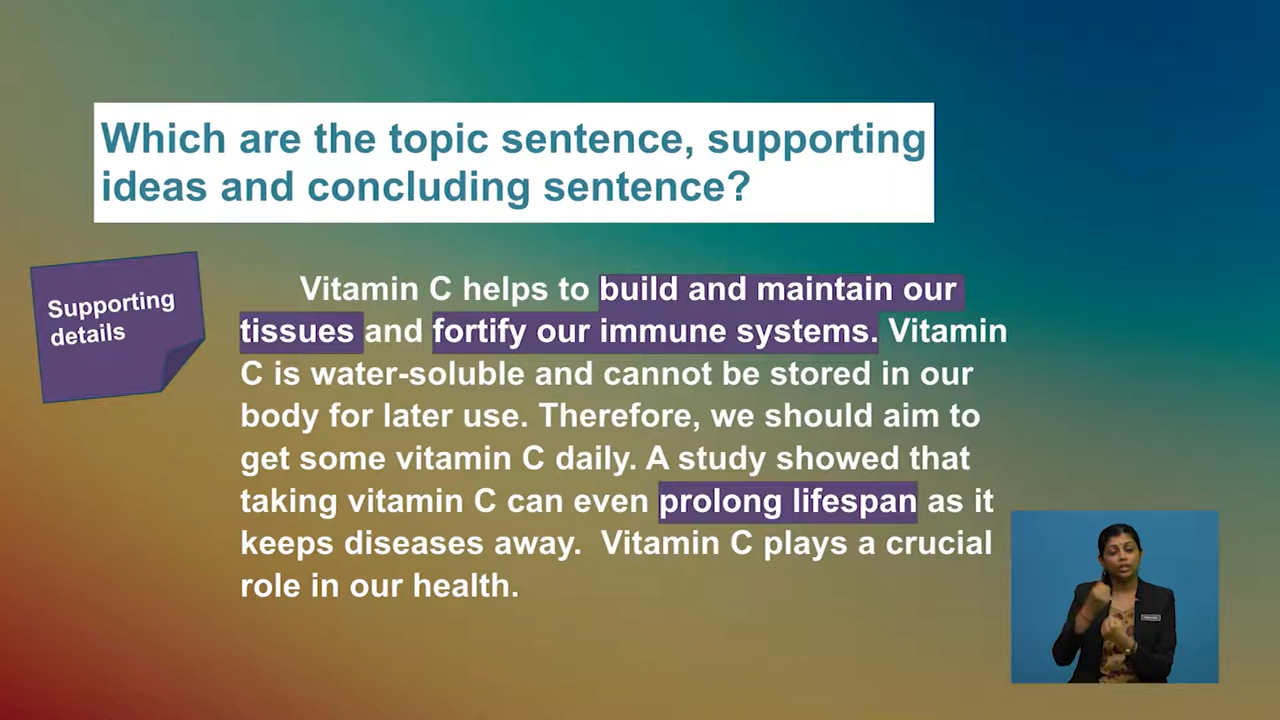 Which are the topic sentence, supporting
ideas and concluding sentence?
Supporting
details
Vitamin C helps to build and maintain our
tissues and fortify our immune systems. Vitamin
C is water-soluble and cannot be stored in our
body for later use. Therefore, we should aim to
get some vitamin C daily. A study showed that
taking vitamin C can even prolong lifespan as it
keeps diseases away.  Vitamin C plays a crucial
role in our health.